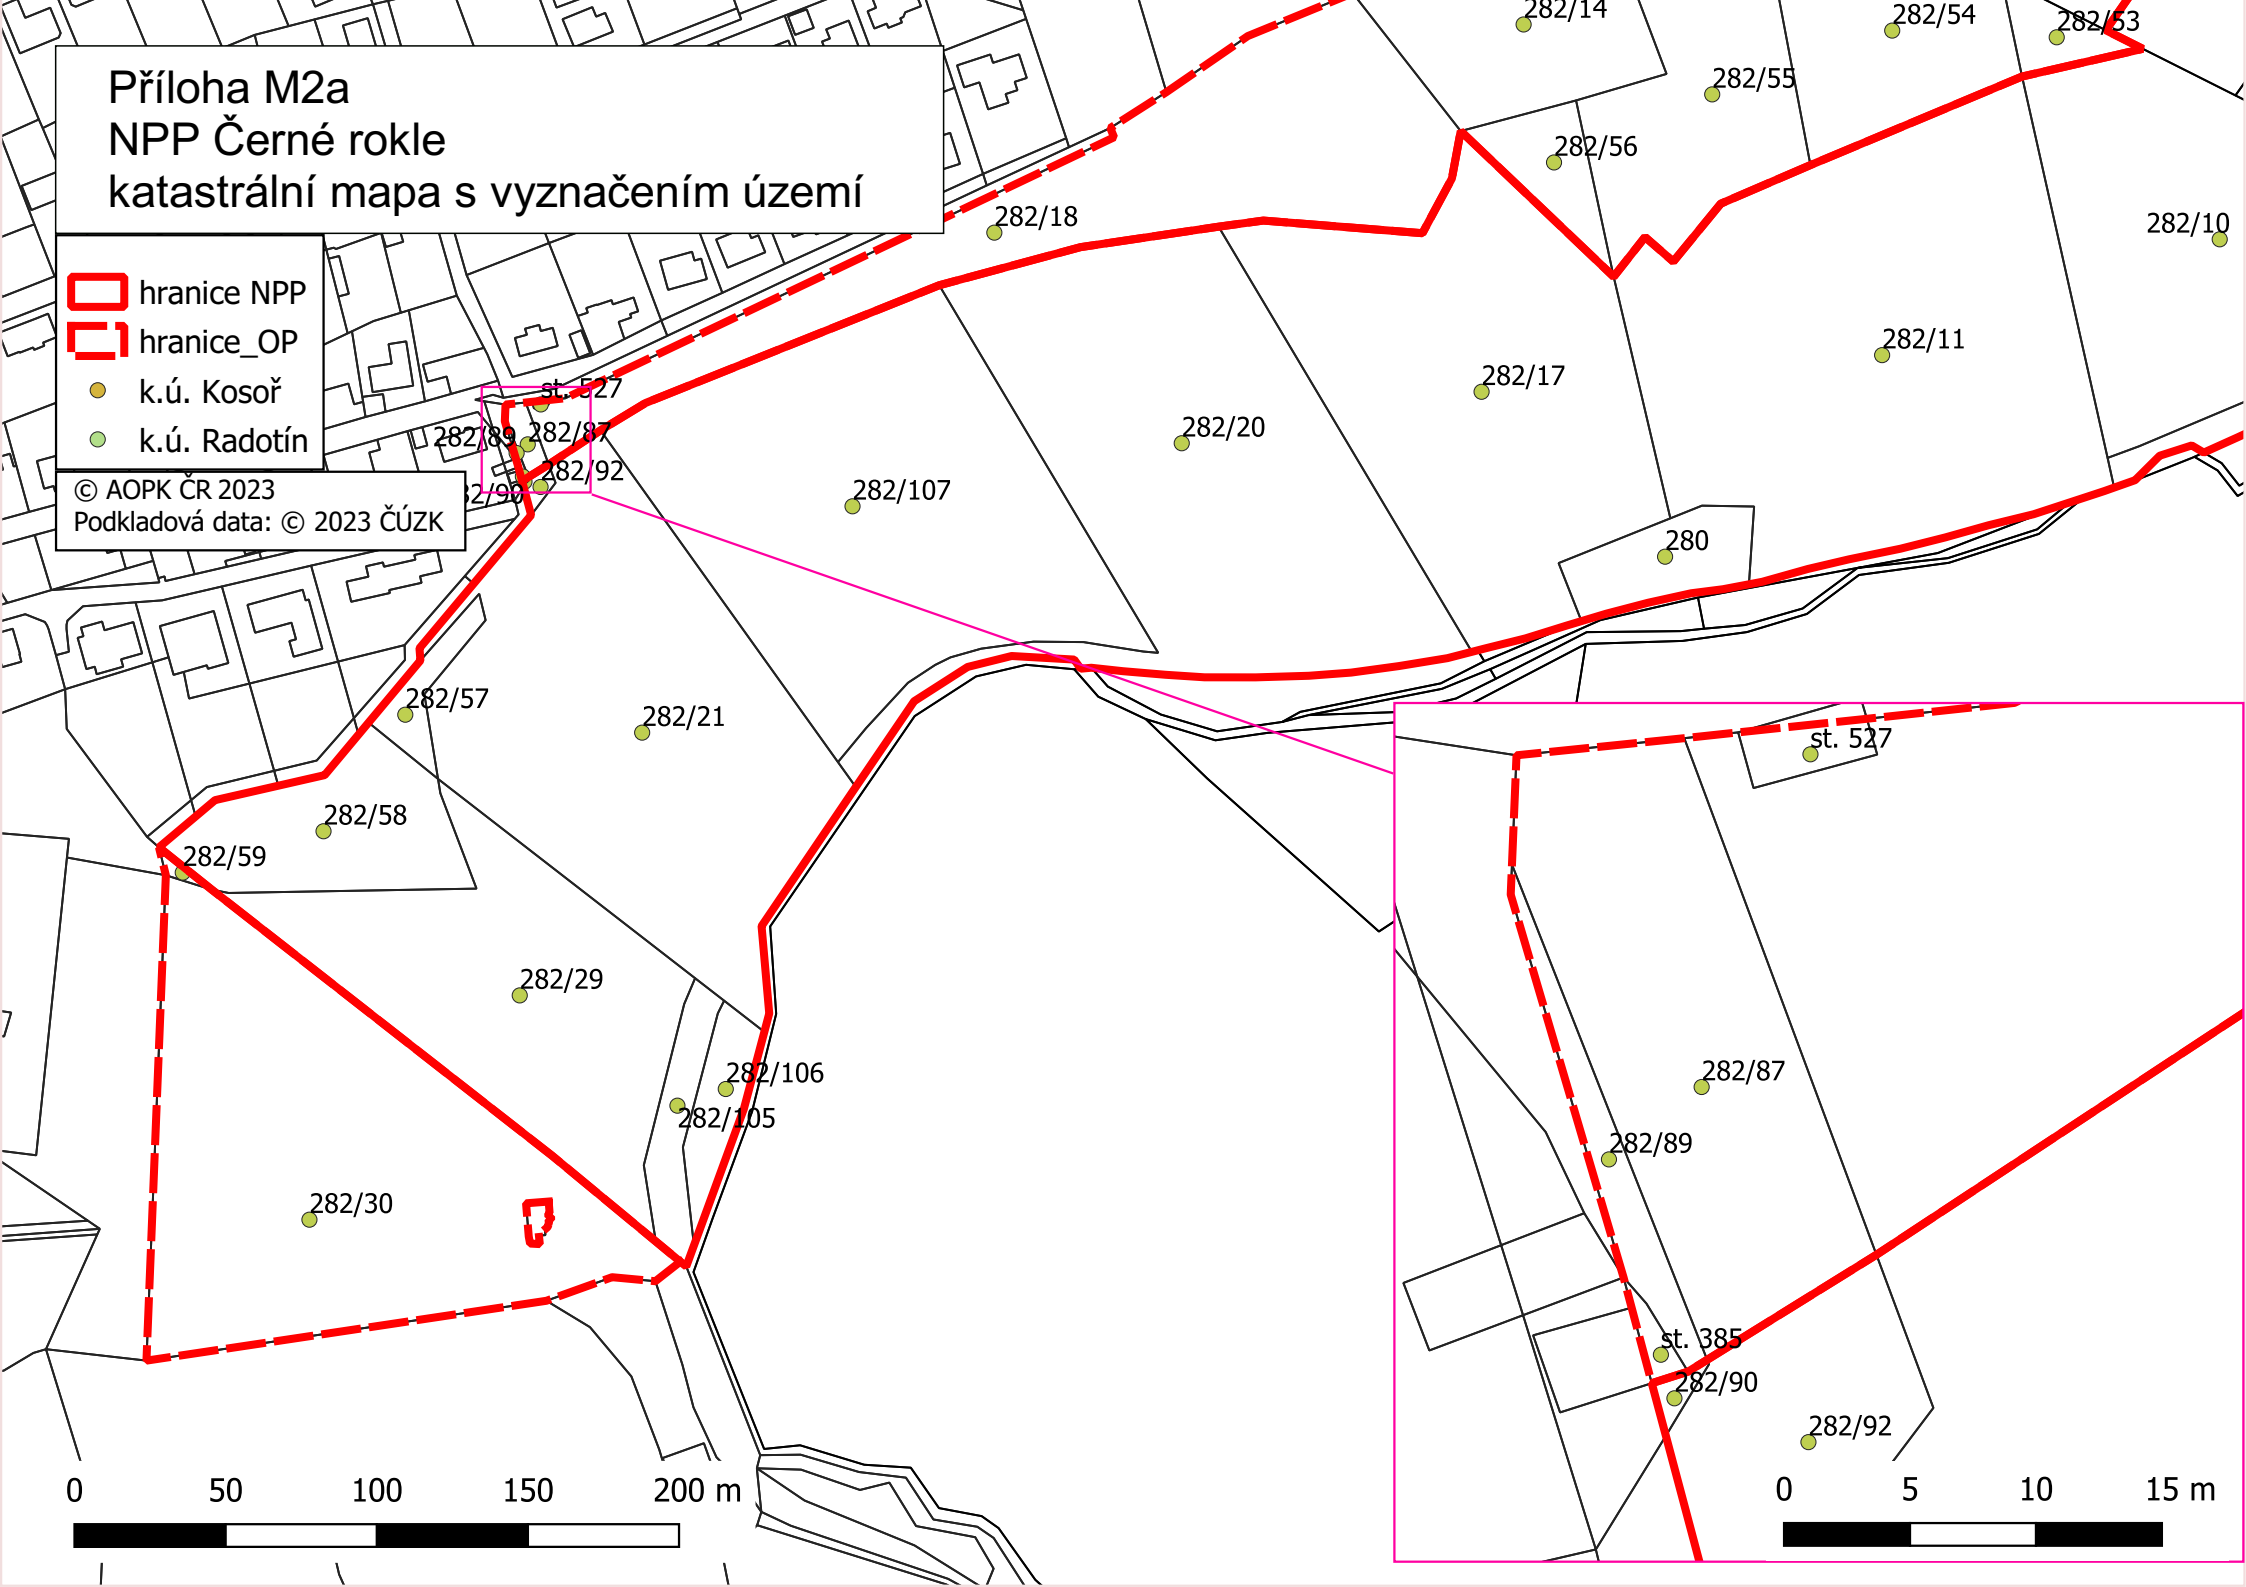 Příloha M2a
NPP Černé rokle
katastrální mapa s vyznačením území
hranice NPP
hranice_OP
k.ú. Kosoř
k.ú. Radotín
© AOPK ČR 2023
Podkladová data: © 2023 ČÚZK
282/14
282/54
282/53
282/55
282/56
282/18
282/10
282/11
282/17
st. 527
282/89
282/87
282/92
282/90
282/20
282/107
280
282/57
282/21
282/58
282/59
282/29
282/106
282/105
282/30
st. 527
282/87
282/89
st. 385
282/90
282/92
0 50 100 150 200 m
0 5 10 15 m